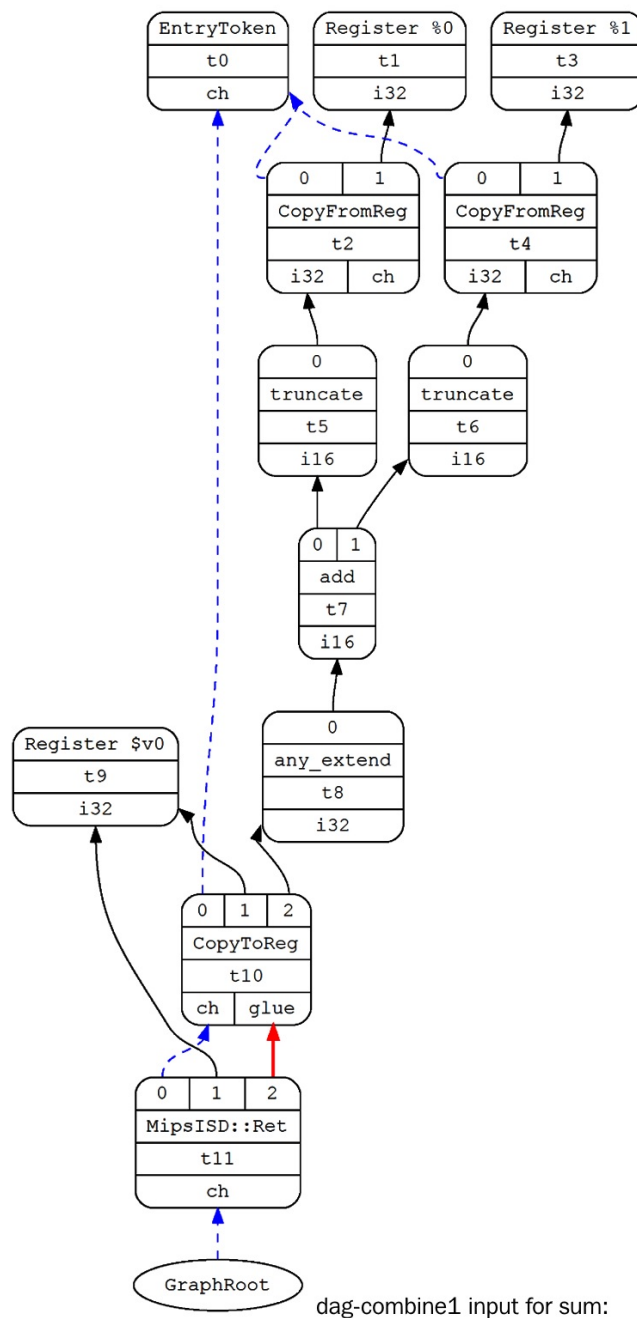 EntryToken
t0
ch
Register %0
t1
i32
Register %1
t3
i32
0 1
CopyFromReg
t2
i32 ch
0 1
CopyFromReg
t4
i32 ch
0
truncate
t5
i16
0
truncate
t6
i16
0 1
add
t7
i16
Register $v0
t9
i32
0
any_extend
t8
i32
0 1 2
CopyToReg
t10
ch glue
0 1 2
MipsISD::Ret
t11
ch
GraphRoot
dag-combine1 input for sum: